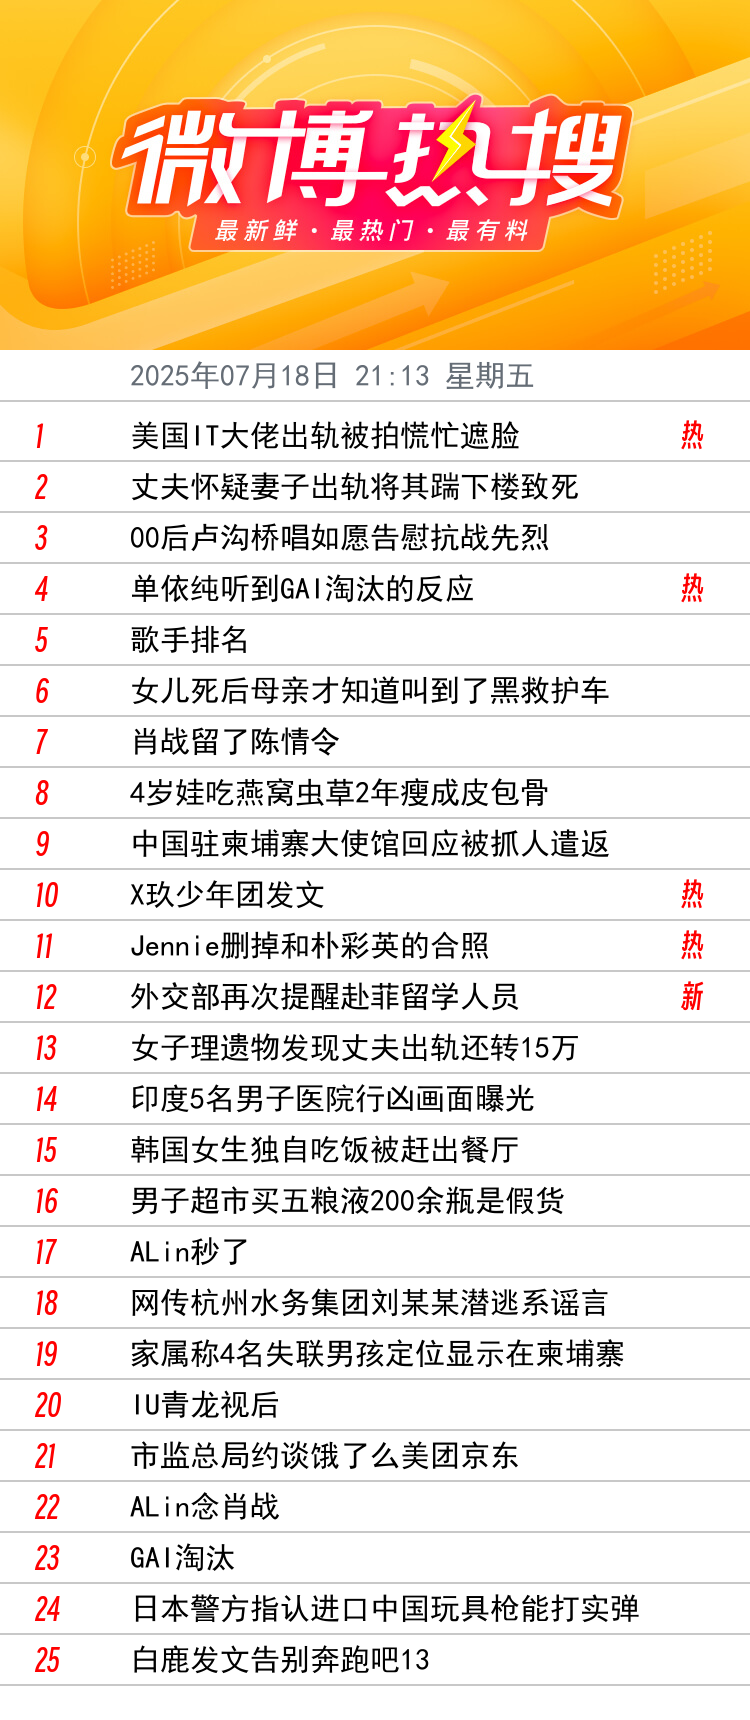 微博热搜
最新鲜·最热门·最有料
2025年07月18日 21:13 星期五
1 美国IT大佬出轨被拍慌忙遮脸 热
2 丈夫怀疑妻子出轨将其踹下楼致死
3 00后卢沟桥唱如愿告慰抗战先烈
4 单依纯听到GAI淘汰的反应 热
5 歌手排名
6 女儿死后母亲才知道叫到了黑救护车
7 肖战留了陈情令
8 4岁娃吃燕窝虫草2年瘦成皮包骨
9 中国驻柬埔寨大使馆回应被抓人遣返
10 X玖少年团发文 热
11 Jennie删掉和朴彩英的合照 热
12 外交部再次提醒赴菲留学人员 新
13 女子理遗物发现丈夫出轨还转15万
14 印度5名男子医院行凶画面曝光
15 韩国女生独自吃饭被赶出餐厅
16 男子超市买五粮液200余瓶是假货
17 ALin秒了
18 网传杭州水务集团刘某某潜逃系谣言
19 家属称4名失联男孩定位显示在柬埔寨
20 IU青龙视后
21 市监总局约谈饿了么美团京东
22 ALin念肖战
23 GAI淘汰
24 日本警方指认进口中国玩具枪能打实弹
25 白鹿发文告别奔跑吧13